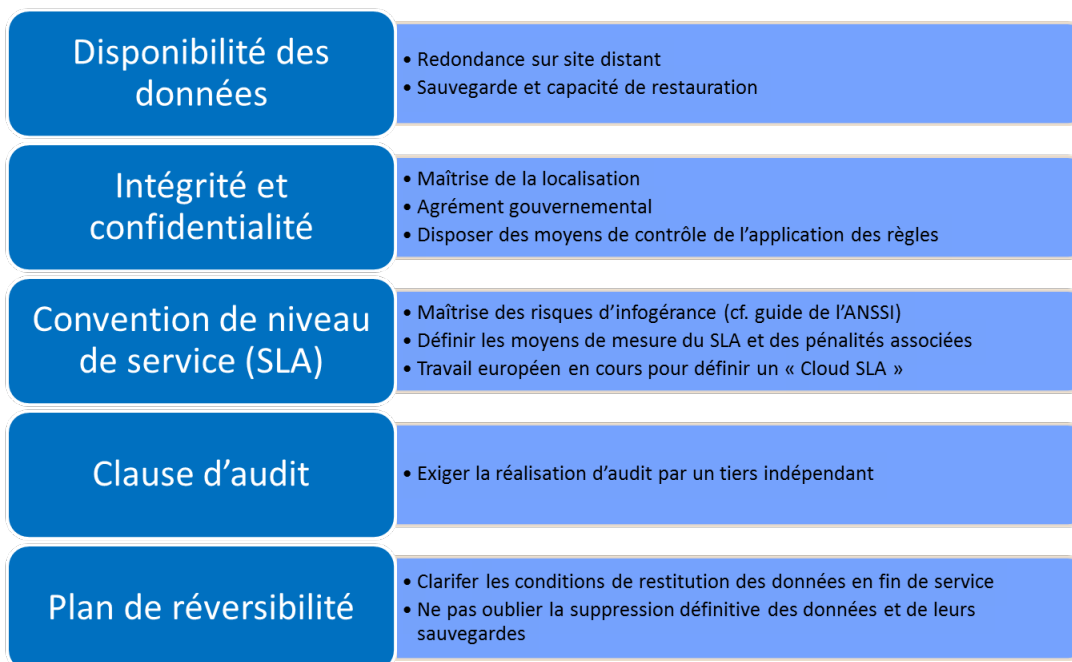 Disponibilité des
données
• Redondance sur site distant
• Sauvegarde et capacité de restauration
Intégrité et
confidentialité
• Maîtrise de la localisation
• Agrément gouvernemental
• Disposer des moyens de contrôle de l’application des règles
Convention de niveau
de service (SLA)
• Maîtrise des risques d’infogérance (cf. guide de l’ANSSI)
• Définir les moyens de mesure du SLA et des pénalités associées
• Travail européen en cours pour définir un « Cloud SLA »
Clause d’audit
• Exiger la réalisation d’audit par un tiers indépendant
Plan de réversibilité
• Clarifer les conditions de restitution des données en fin de service
• Ne pas oublier la suppression définitive des données et de leurs
sauvegardes